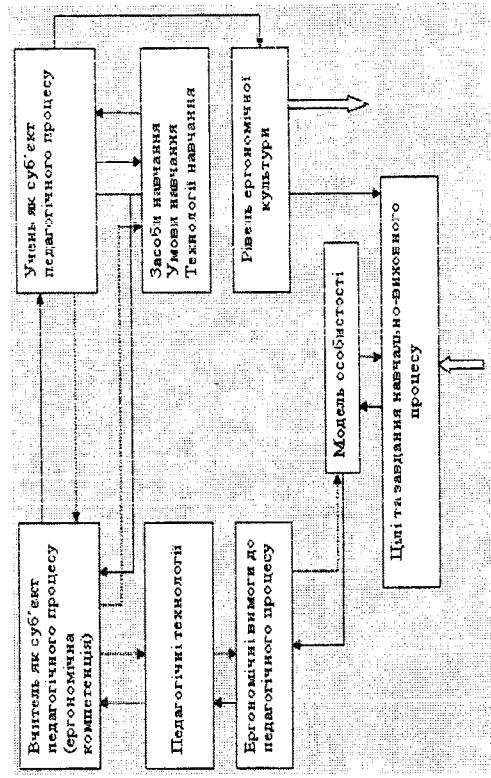 Вчитель як суб'єкт
педагогічного процесу
(ергономічна
компетенція)
Учень як суб'єкт
педагогічного процесу
Педагогічні технології
Засоби навчання
Умови навчання
Технології навчання
Ергономічні вимоги до
педагогічного процесу
Рівень ергономічної
культури
Модель особистості
Цілі та завдання навчально-виховного
процесу